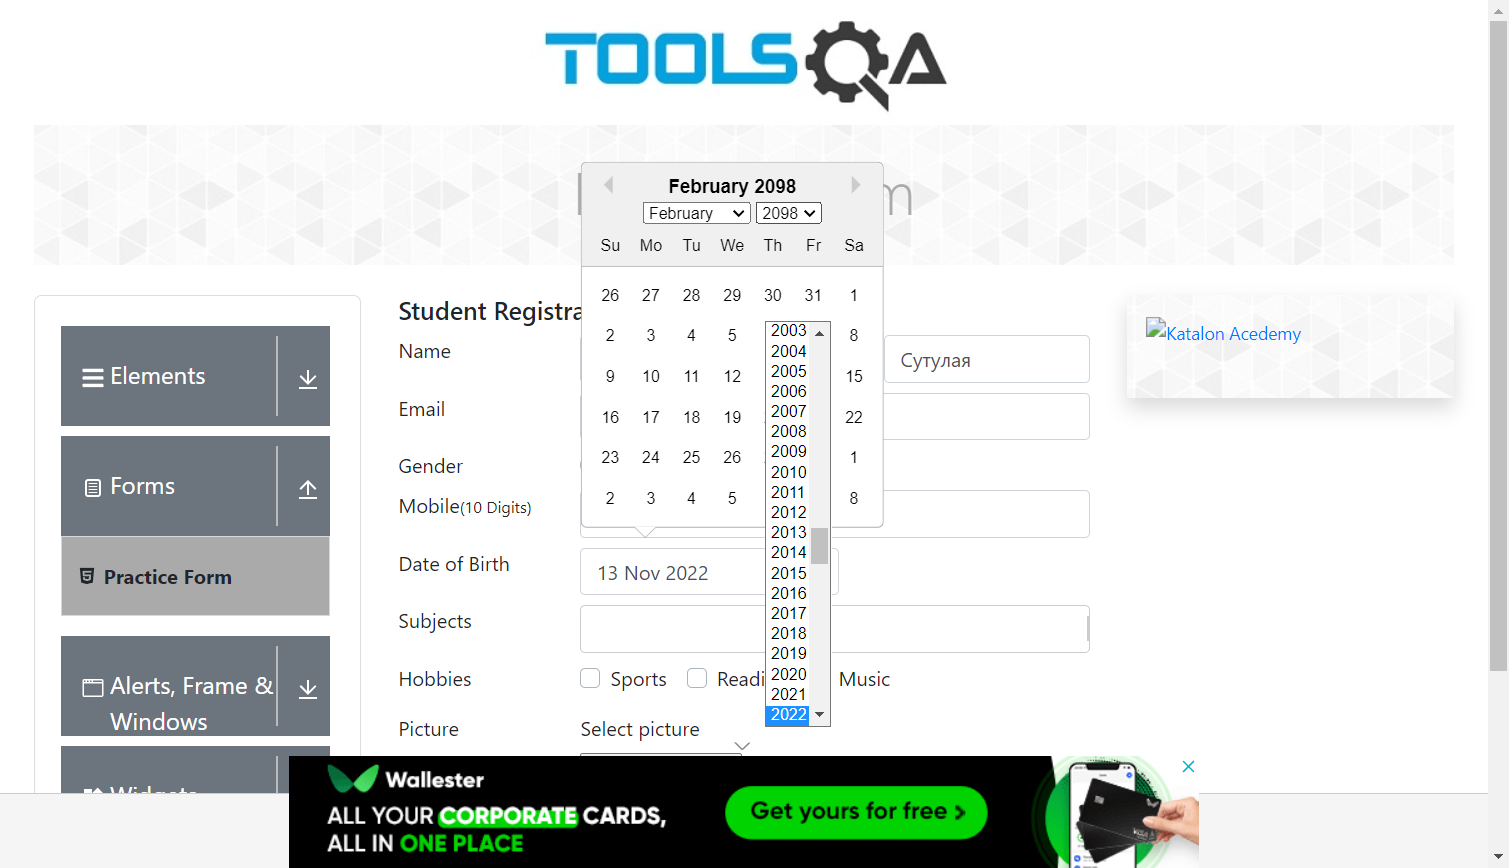 TOOLSQA
February 2098
February 2098
Su Mo Tu We Th Fr Sa
26 27 28 29 30 31 1
2 3 4 5 8
9 10 11 12 15
16 17 18 19 22
23 24 25 26 1
2 3 4 5 8
2003
2004
2005
2006
2007
2008
2009
2010
2011
2012
2013
2014
2015
2016
2017
2018
2019
2020
2021
2022
Elements
Forms
Practice Form
Alerts, Frame &
Windows
Widgets
Student Registra
Name
Сутулая
Email
Gender
Mobile(10 Digits)
Date of Birth
13 Nov 2022
Subjects
Hobbies
Sports
Readi
Music
Picture
Select picture
Katalon Acedemy
Wallester
ALL YOUR CORPORATE CARDS,
ALL IN ONE PLACE
Get yours for free >